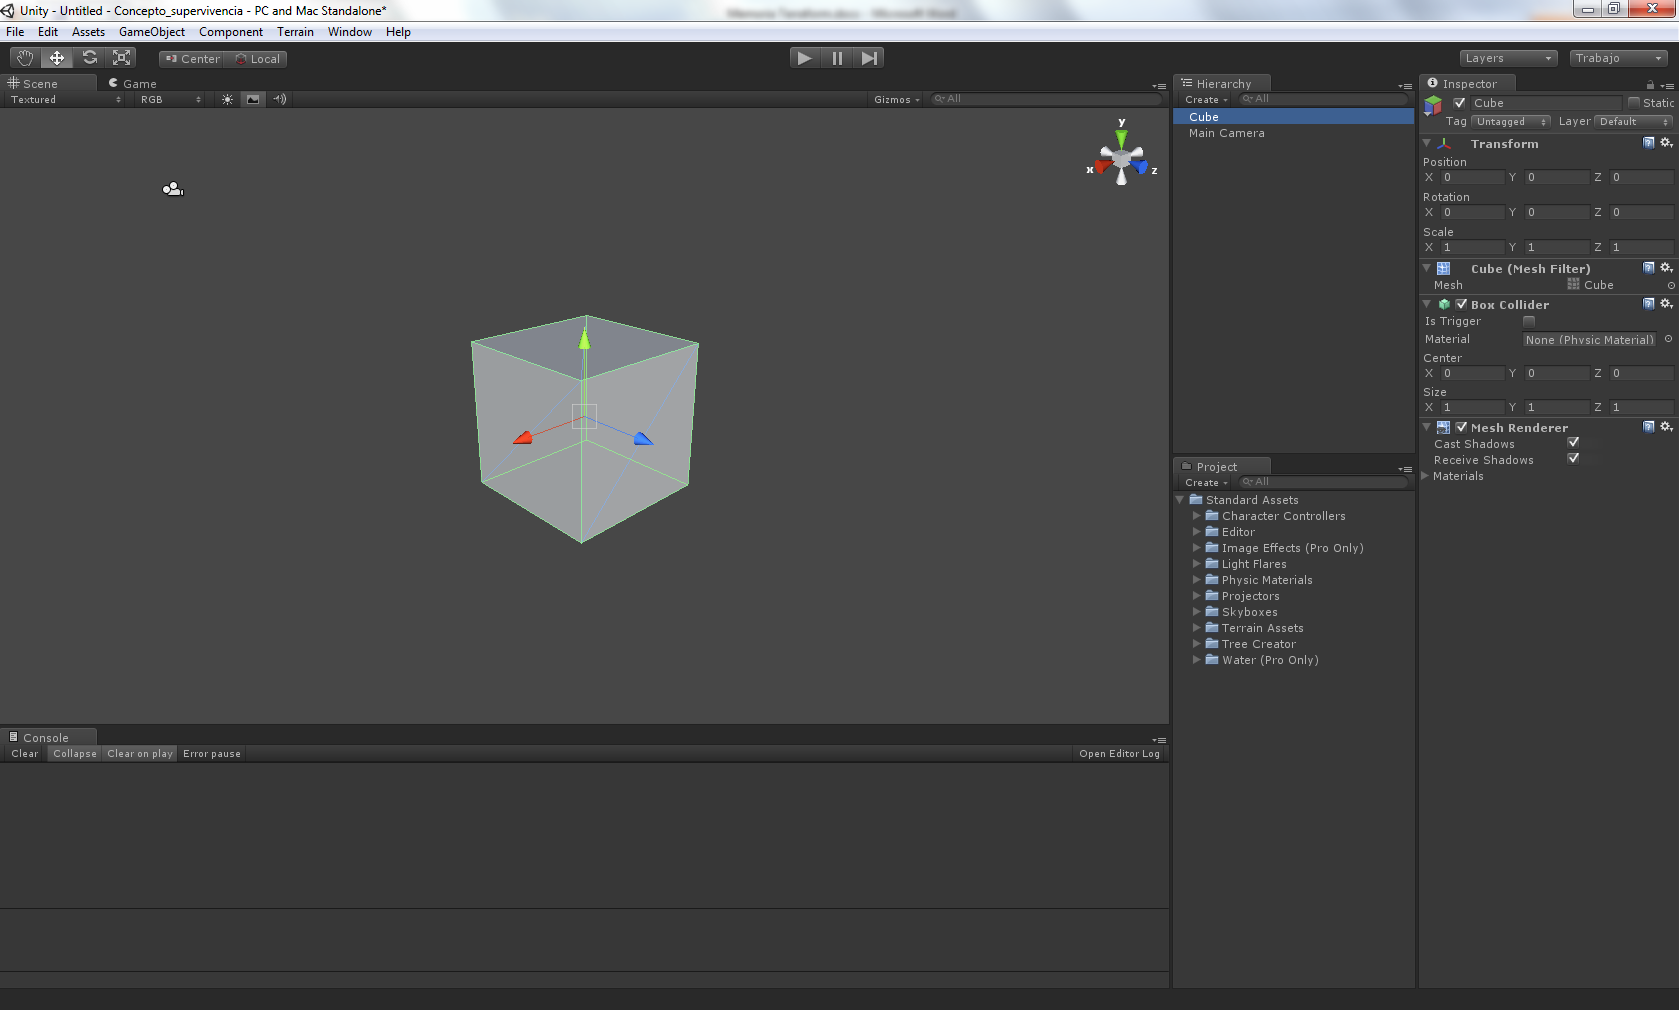 Unity - Untitled - Concepto_supervivencia - PC and Mac Standalone*
File Edit Assets GameObject Component Terrain Window Help
Center Local
Layers Trabajo
Scene Game
Textured RGB Gizmos All
y
x z
Hierarchy
Create All
Cube
Main Camera
Project
Create All
Standard Assets
Character Controllers
Editor
Image Effects (Pro Only)
Light Flares
Physic Materials
Projectors
Skyboxes
Terrain Assets
Tree Creator
Water (Pro Only)
Inspector
Cube Static
Tag Untagged Layer Default
Transform
Position
X 0 Y 0 Z 0
Rotation
X 0 Y 0 Z 0
Scale
X 1 Y 1 Z 1
Cube (Mesh Filter)
Mesh Cube
Box Collider
Is Trigger
Material None (Physic Material)
Center
X 0 Y 0 Z 0
Size
X 1 Y 1 Z 1
Mesh Renderer
Cast Shadows
Receive Shadows
Materials
Console
Clear Collapse Clear on play Error pause Open Editor Log